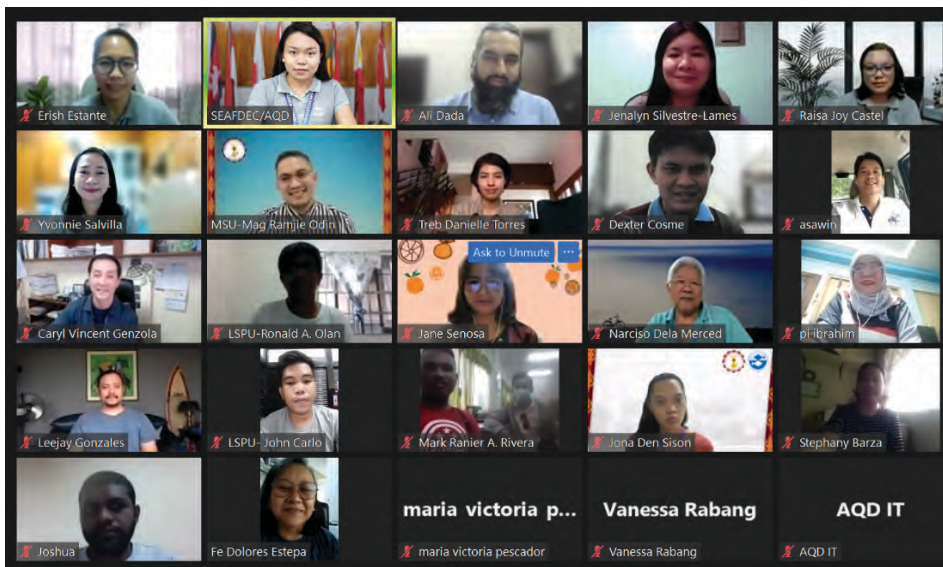 Erish Estante
SEAFDEC/AQD
Ali Dada
Jenalyn Silvestre-Lames
Raisa Joy Castel
Yvonnie Salvilla
MSU-Mag Ramjie Odin
Treb Danielle Torres
Dexter Cosme
asawin
Caryl Vincent Genzola
LSPU-Ronald A. Olan
Ask to Unmute ...
Jane Senosa
Narciso Dela Merced
pi-ibrahim
Leejay Gonzales
LSPU- John Carlo
Mark Ranier A. Rivera
Jona Den Sison
Stephany Barza
Joshua
Fe Dolores Estepa
maria victoria p...
maria victoria pescador
Vanessa Rabang
Vanessa Rabang
AQD IT
AQD IT